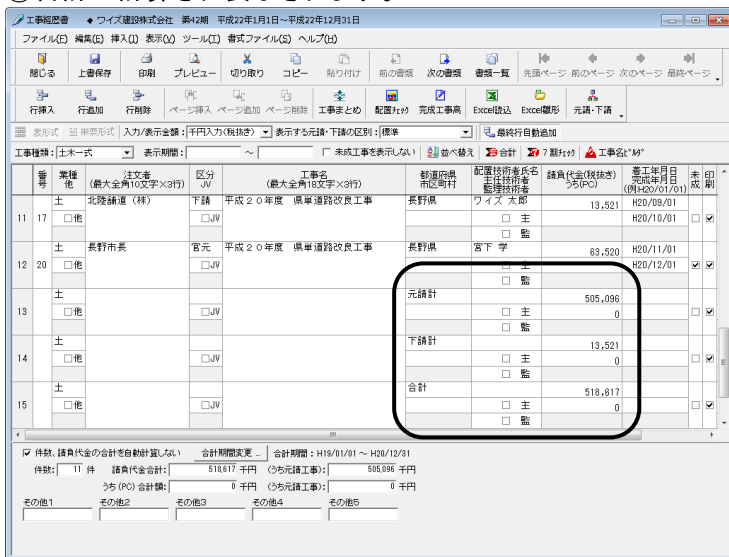 工事経歴書 ◆ ワイズ建設株式会社 第42期 平成22年1月1日～平成22年12月31日
ファイル(F) 編集(E) 挿入(I) 表示(V) ツール(T) 書式ファイル(S) ヘルプ(H)
閉じる 上書保存 印刷 プレビュー 切り取り コピー 貼り付け 前の書類 次の書類 書類一覧 先頭ページ 前のページ 次のページ 最終ページ
行挿入 行追加 行削除 ページ挿入 ページ追加 ページ削除 工事まとめ 配置チェック 完成工事高 Excel読込 Excel雛形 元請・下請
表形式 単票形式 入力/表示金額: 千円入力(税抜き) 表示する元請・下請の区別: 標準 最終行自動追加
工事種類: 土木一式 表示期間: ～ 未成工事を表示しない 並べ替え 合計 7割チェック 工事名ビルダ
番号 業種 他 注文者 (最大全角10文字×3行) 区分 JV 工事名 (最大全角18文字×3行) 都道府県 市区町村 配置技術者氏名 主任技術者 監理技術者 請負代金(税抜き) うち(PC) 着工年月日 完成年月日 (例:H20/01/01) 未成 印刷
土 北陸舗道（株） 下請 平成２０年度 県単道路改良工事 長野県 ワイズ 太郎 13,521 H20/09/01
11 17 他 JV 主 H20/10/01
監
土 長野市長 官元 平成２０年度 県単道路改良工事 長野県 宮下 学 63,520 H20/11/01
12 20 他 JV 主 H20/12/01
監
土 元請計 505,096
13 他 JV 主 0
監
土 下請計 13,521
14 他 JV 主 0
監
土 合計 518,617
15 他 JV 主 0
監
件数、請負代金の合計を自動計算しない 合計期間変更 .. 合計期間：H19/01/01 ～ H20/12/31
件数: 11 件 請負代金合計: 518,617 千円 (うち元請工事): 505,096 千円
うち (PC) 合計額: 0 千円 (うち元請工事): 0 千円
その他1 その他2 その他3 その他4 その他5